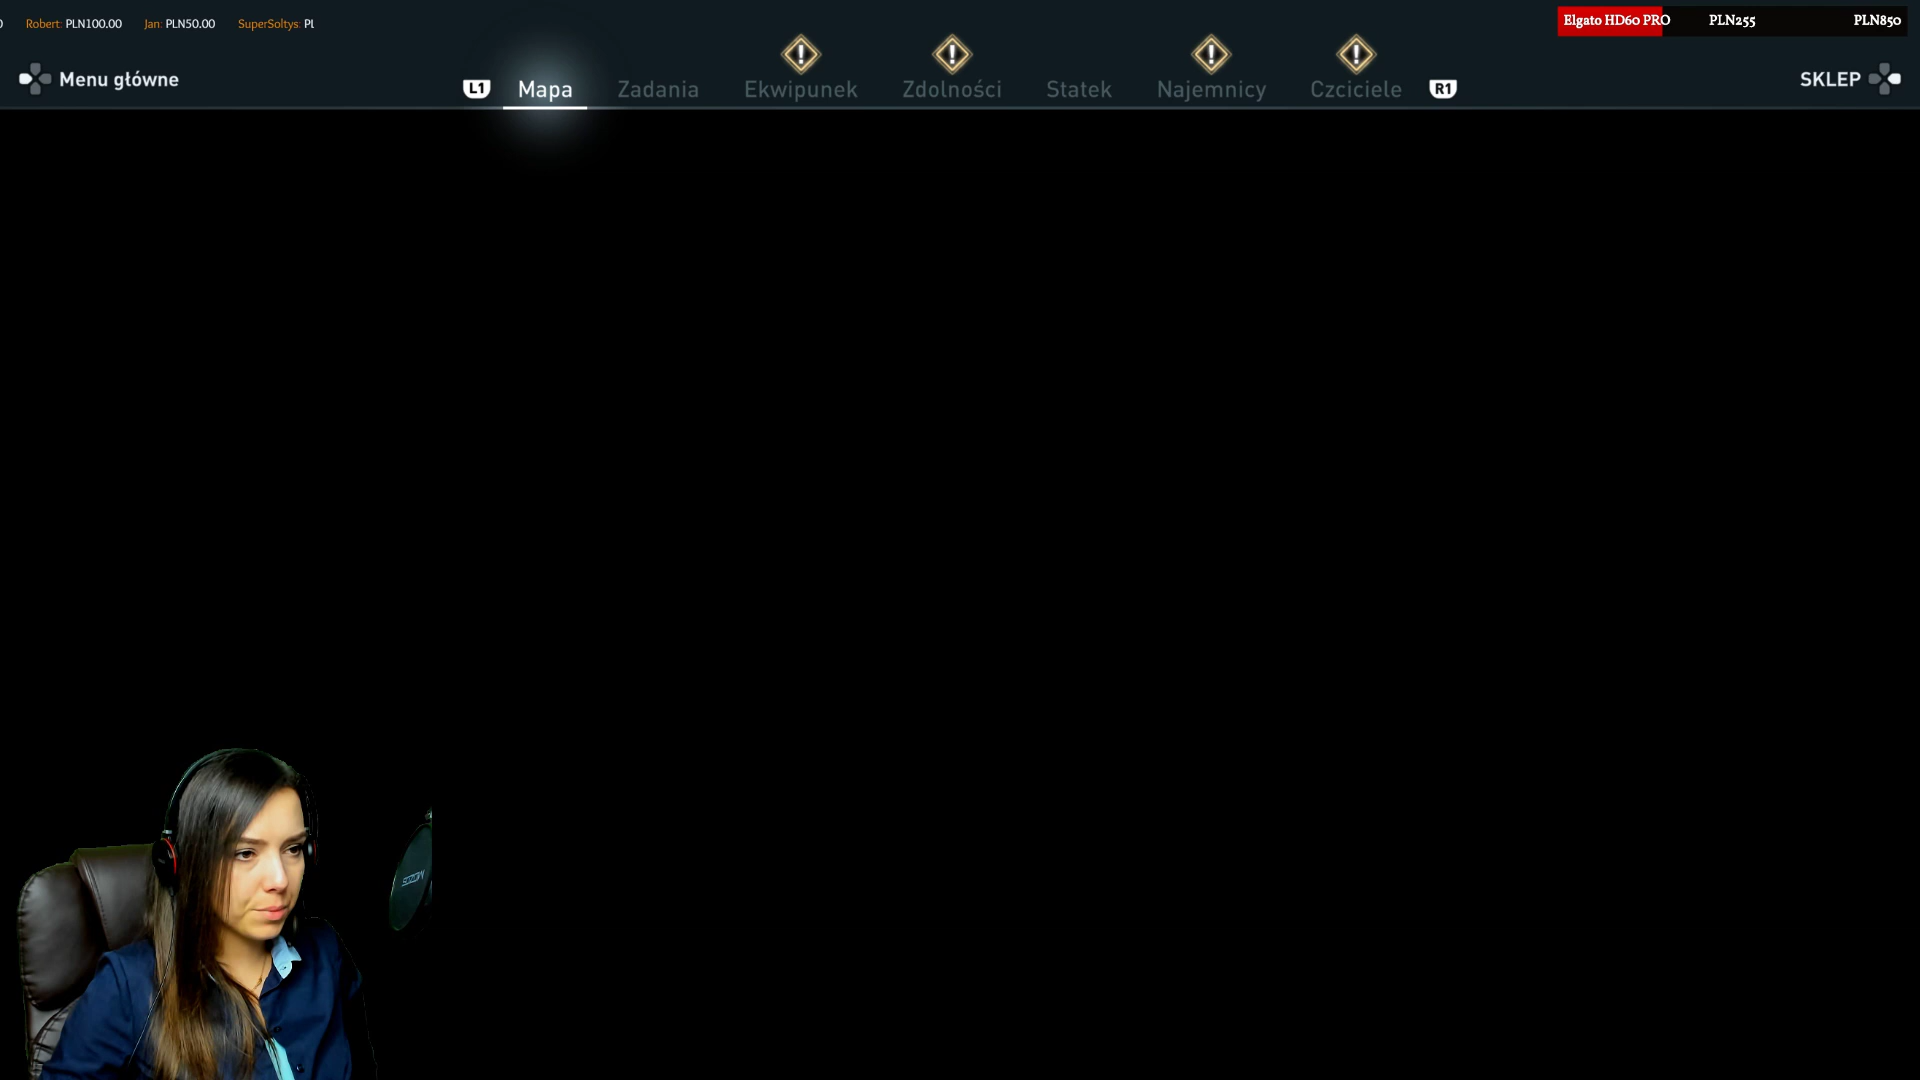 Robert: PLN100.00 Jan: PLN50.00 SuperSoltys:
Elgato HD60 PRO PLN255 PLN850
Menu główne
L1 Mapa Zadania Ekwipunek Zdolności Statek Najemnicy Czciciele R1
SKLEP